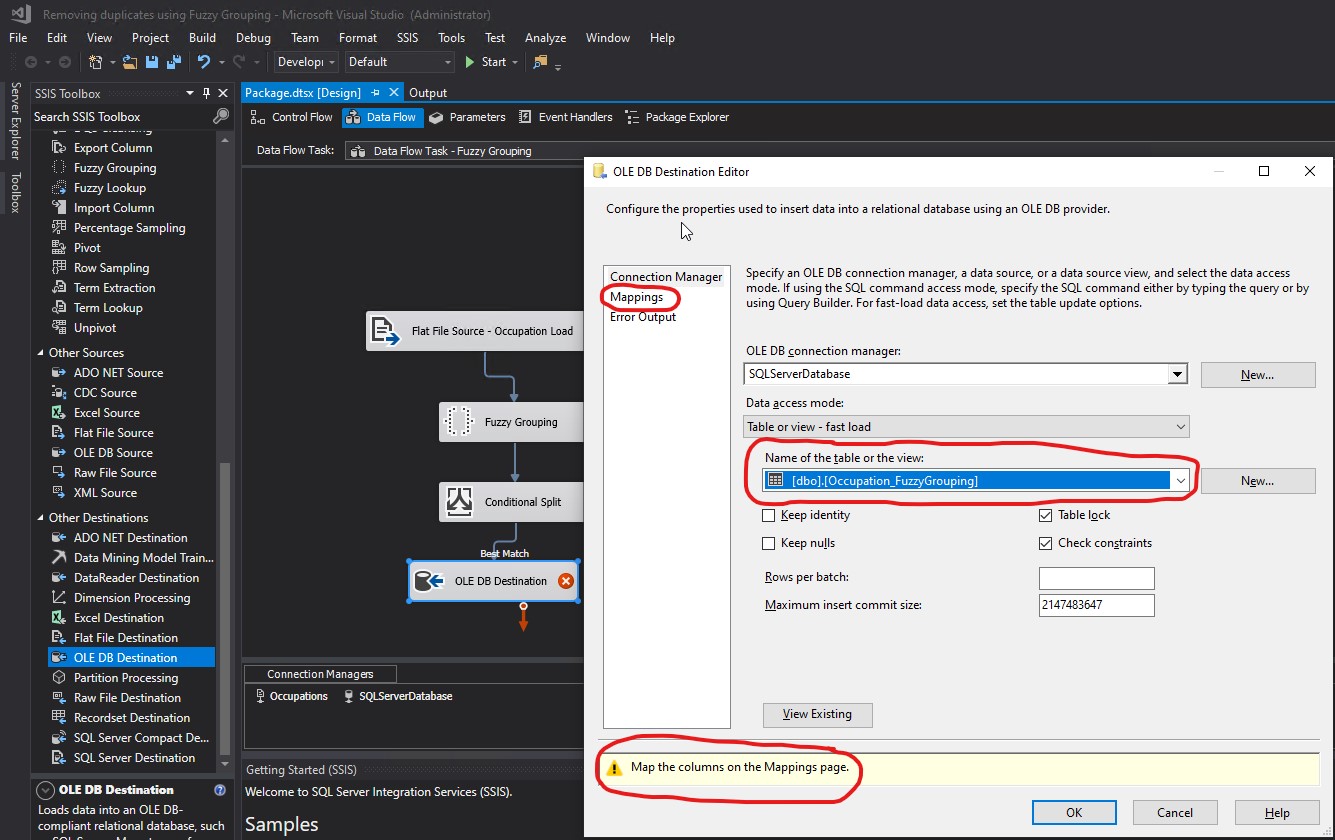 Removing duplicates using Fuzzy Grouping - Microsoft Visual Studio (Administrator)
File Edit View Project Build Debug Team Format SSIS Tools Test Analyze Window Help
Developi Default Start
Server Explorer
Toolbox
SSIS Toolbox
Search SSIS Toolbox
Export Column
Fuzzy Grouping
Fuzzy Lookup
Import Column
Percentage Sampling
Pivot
Row Sampling
Term Extraction
Term Lookup
Unpivot
Other Sources
ADO NET Source
CDC Source
Excel Source
Flat File Source
OLE DB Source
Raw File Source
XML Source
Other Destinations
ADO NET Destination
Data Mining Model Train...
DataReader Destination
Dimension Processing
Excel Destination
Flat File Destination
OLE DB Destination
Partition Processing
Raw File Destination
Recordset Destination
SQL Server Compact De...
SQL Server Destination
OLE DB Destination
Loads data into an OLE DB-
compliant relational database, such
Package.dtsx [Design] Output
Control Flow Data Flow Parameters Event Handlers Package Explorer
Data Flow Task: Data Flow Task - Fuzzy Grouping
Flat File Source - Occupation Load
Fuzzy Grouping
Conditional Split
Best Match
OLE DB Destination
Connection Managers
Occupations SQLServerDatabase
Getting Started (SSIS)
Welcome to SQL Server Integration Services (SSIS).
Samples
OLE DB Destination Editor
Configure the properties used to insert data into a relational database using an OLE DB provider.
Connection Manager
Mappings
Error Output
Specify an OLE DB connection manager, a data source, or a data source view, and select the data access
mode. If using the SQL command access mode, specify the SQL command either by typing the query or by
using Query Builder. For fast-load data access, set the table update options.
OLE DB connection manager:
SQLServerDatabase New...
Data access mode:
Table or view - fast load
Name of the table or the view:
[dbo].[Occupation_FuzzyGrouping] New...
Keep identity Table lock
Keep nulls Check constraints
Rows per batch:
Maximum insert commit size: 2147483647
View Existing
Map the columns on the Mappings page.
OK Cancel Help